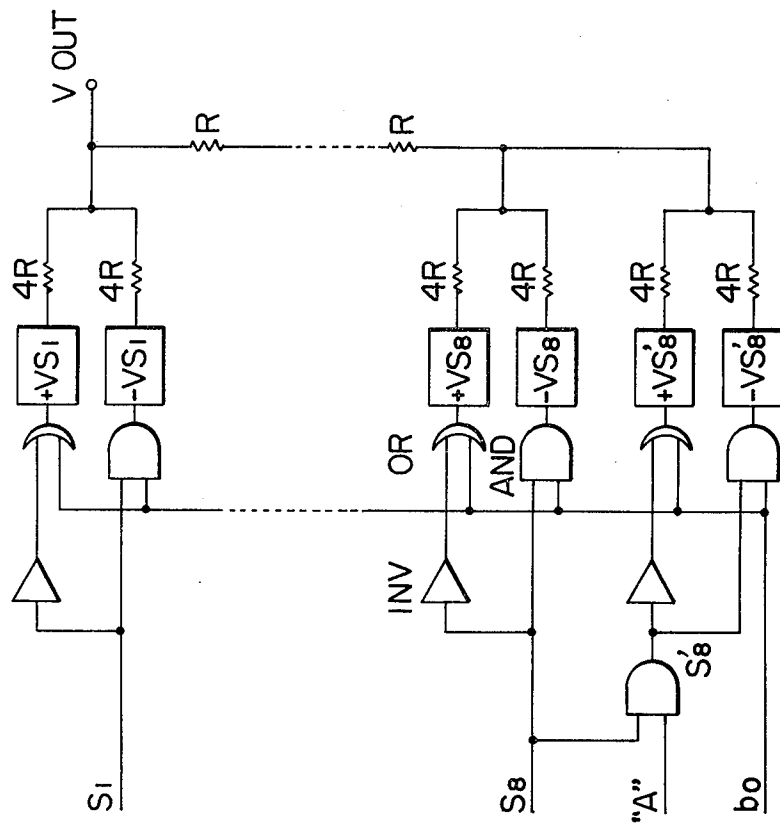 V OUT
R
R
4R
4R
+VS1
-VS1
S1
4R
4R
+VS8
-VS8
OR
AND
INV
S8
4R
4R
+VS'8
-VS'8
S'8
"A"
b0